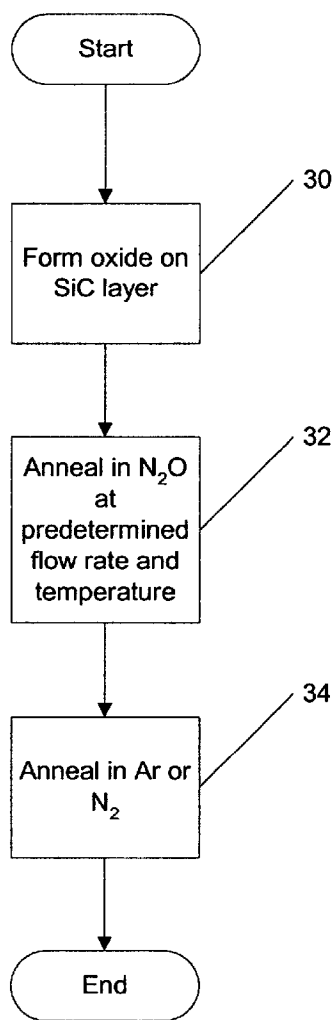 Start
30
Form oxide on
SiC layer
32
Anneal in N₂O
at
predetermined
flow rate and
temperature
34
Anneal in Ar or
N₂
End